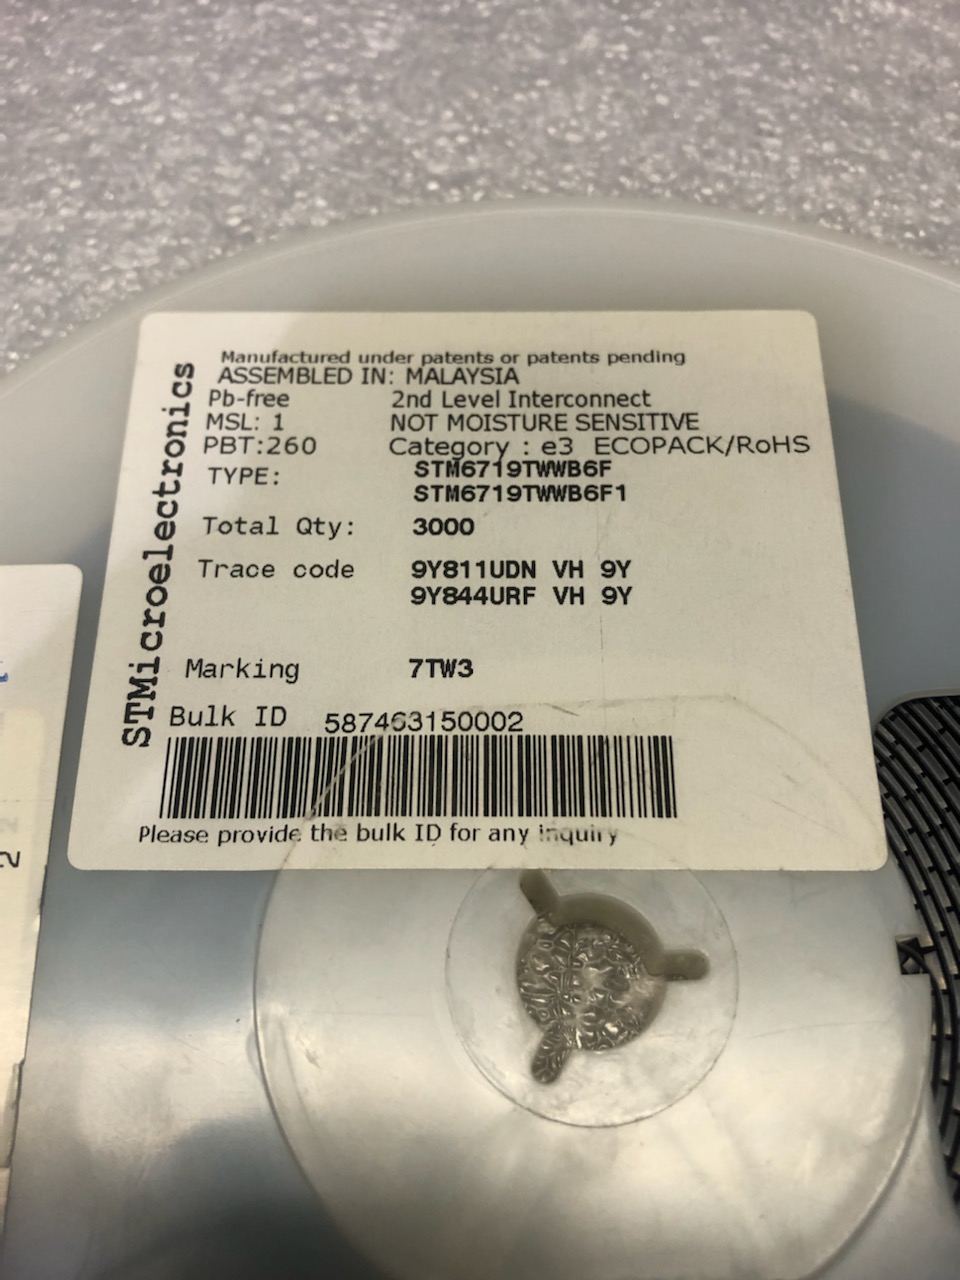 STMicroelectronics
Manufactured under patents or patents pending
ASSEMBLED IN: MALAYSIA
Pb-free 2nd Level Interconnect
MSL: 1 NOT MOISTURE SENSITIVE
PBT:260 Category : e3 ECOPACK/RoHS
TYPE: STM6719TWWB6F
STM6719TWWB6F1
Total Qty: 3000
Trace code 9Y811UDN VH 9Y
9Y844URF VH 9Y
Marking 7TW3
Bulk ID 587463150002
Please provide the bulk ID for any inquiry